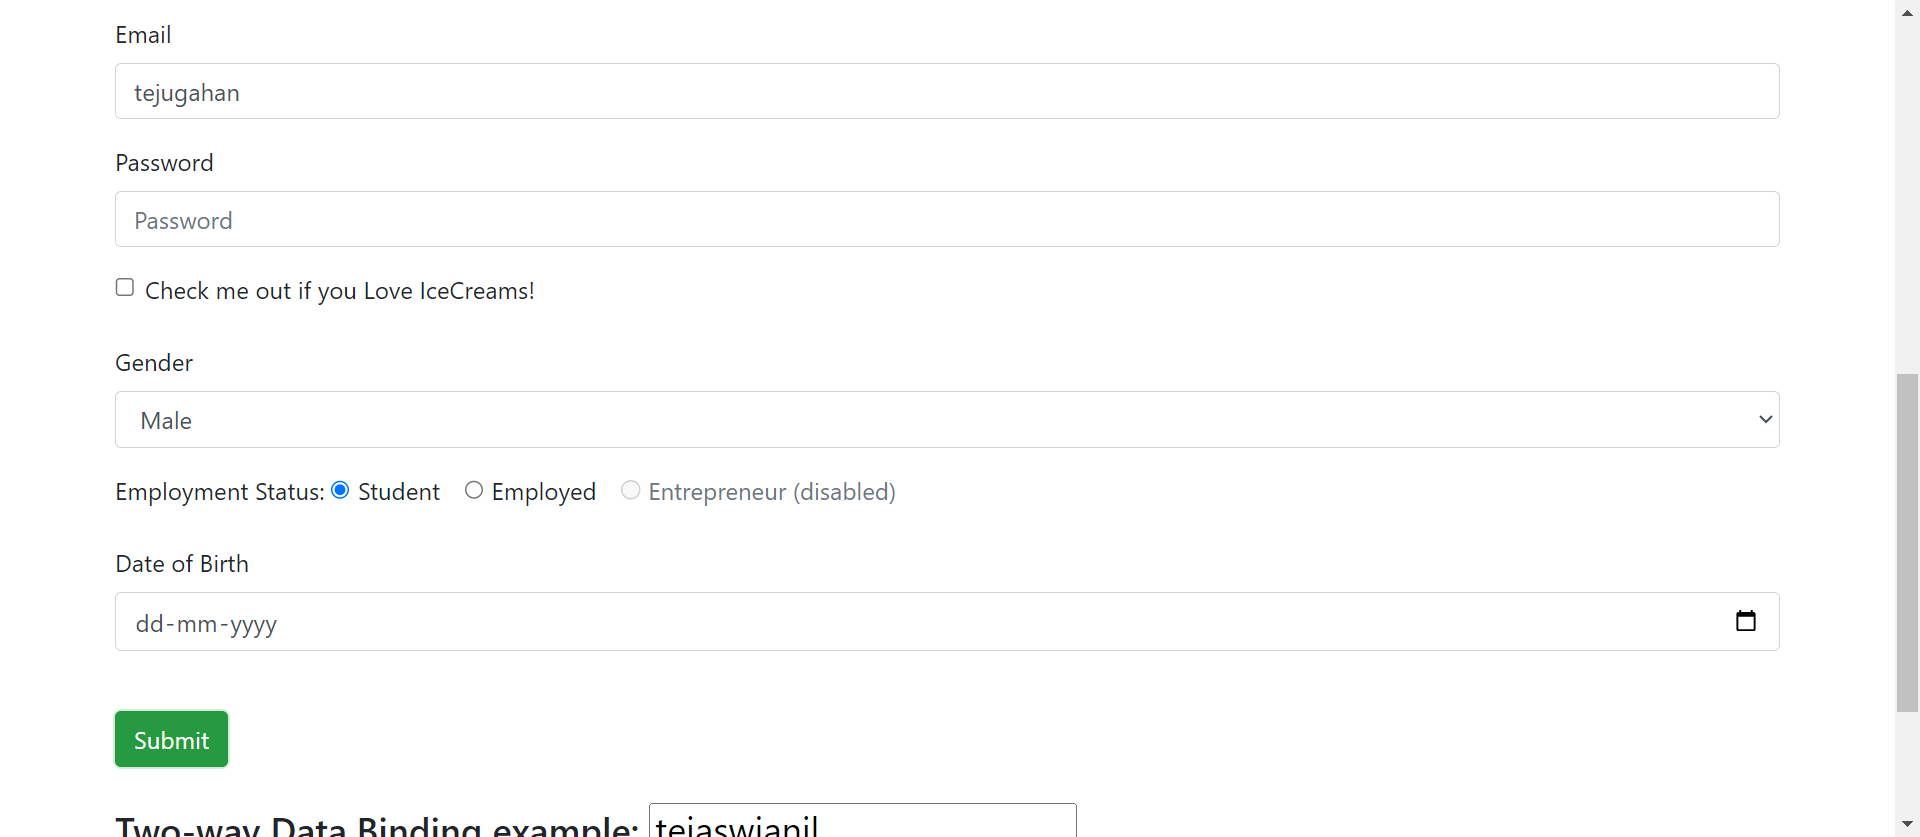 Email
tejugahan
Password
Password
Check me out if you Love IceCreams!
Gender
Male
Employment Status: Student Employed Entrepreneur (disabled)
Date of Birth
dd-mm-yyyy
Submit
Two-way Data Binding example: tejaswianil